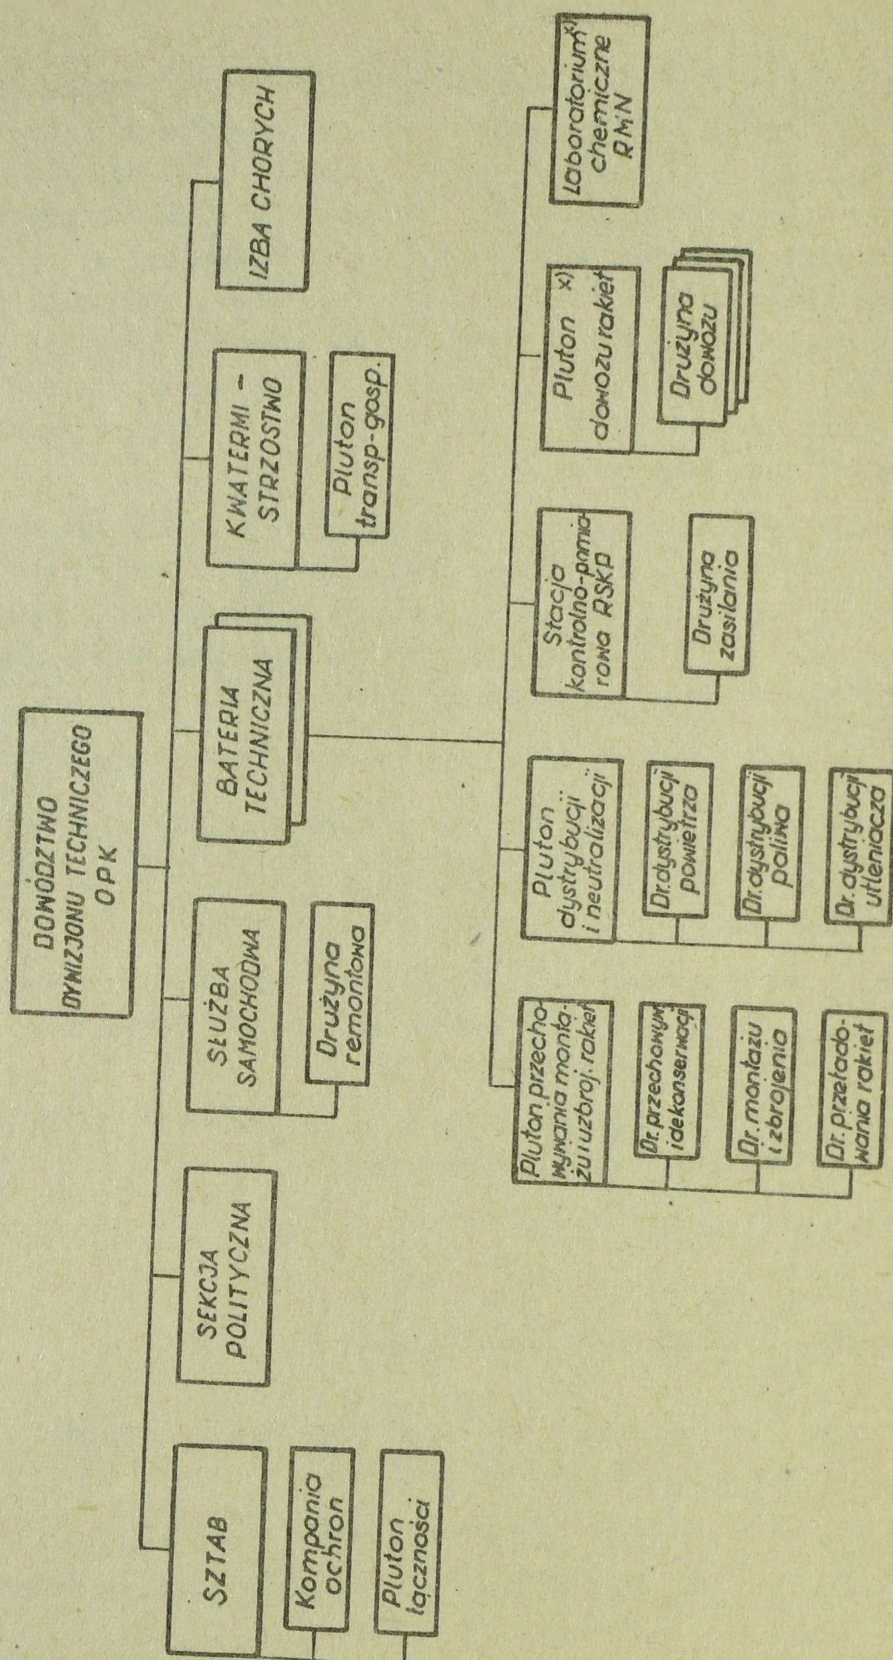 DOWÓDZTWO
DYWIZJONU TECHNICZEGO
OPK
SZTAB
Kompania
ochron
Pluton
łączności
SEKCJA
POLITYCZNA
SŁUŻBA
SAMOCHODWA
Drużyna
remontowa
BATERIA
TECHNICZNA
KWATERMI -
STRZOSTWO
Pluton
transp-gosp.
IZBA CHORYCH
Pluton przecho-
wywania monta-
żu i uzbroj. rakiet
Dr. przechowyw
i dekonserwacji
Dr. montażu
i zbrojenia
Dr. przełado-
wania rakiet
Pluton
dystrybucji
i neutralizacji
Dr. dystrybucji
powietrza
Dr. dystrybucji
paliwa
Dr. dystrybucji
utleniacza
Stacja
kontrolno-pomia-
rowa RSKP
Drużyna
zasilania
Pluton x)
dowozu rakiet
Drużyna
dowozu
Laboratorium x)
chemiczne
RMiN